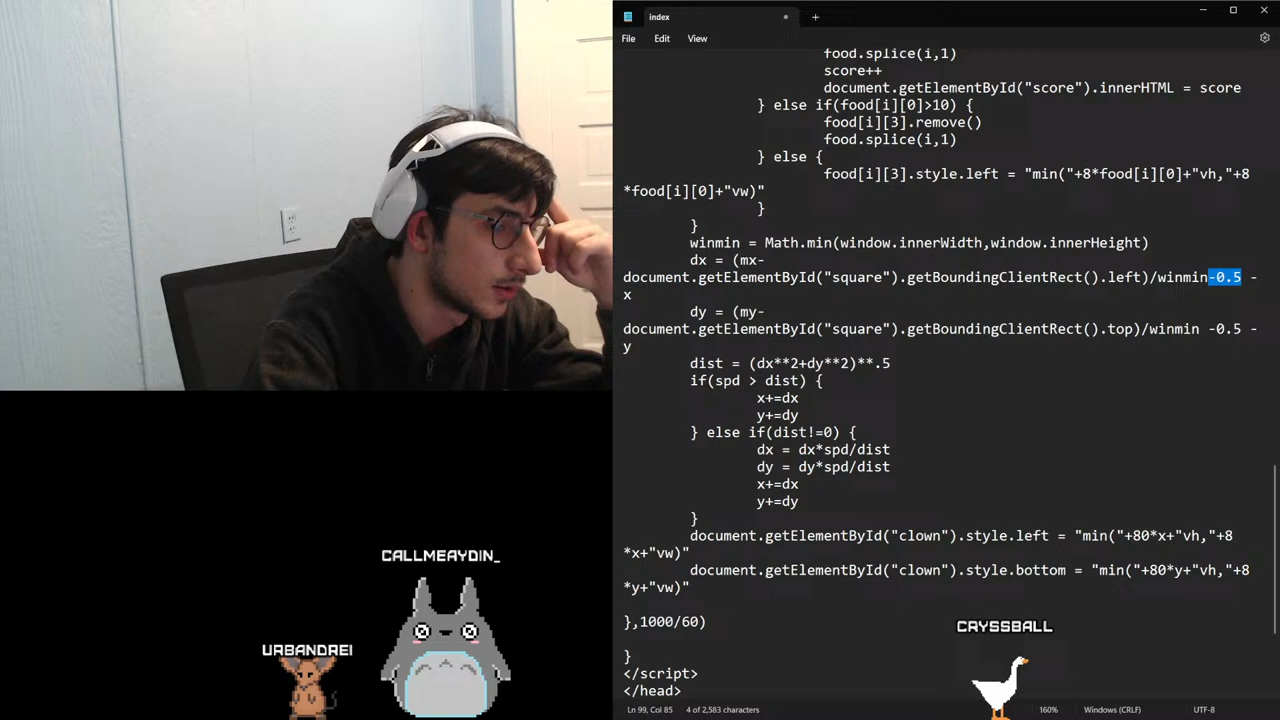 index
File
Edit
View
food.splice(i,1)
score++
document.getElementById("score").innerHTML = score
} else if(food[i][0]>10) {
food[i][3].remove()
food.splice(i,1)
} else {
food[i][3].style.left = "min("+8*food[i][0]+"vh,"+8
*food[i][0]+"vw)"
}
}
winmin = Math.min(window.innerWidth,window.innerHeight)
dx = (mx-
document.getElementById("square").getBoundingClientRect().left)/winmin-0.5 -
x
dy = (my-
document.getElementById("square").getBoundingClientRect().top)/winmin -0.5 -
y
dist = (dx**2+dy**2)**.5
if(spd > dist) {
x+=dx
y+=dy
} else if(dist!=0) {
dx = dx*spd/dist
dy = dy*spd/dist
x+=dx
y+=dy
}
document.getElementById("clown").style.left = "min("+80*x+"vh,"+8
*x+"vw)"
document.getElementById("clown").style.bottom = "min("+80*y+"vh,"+8
*y+"vw)"
},1000/60)
}
</script>
</head>
Ln 99, Col 85
4 of 2,583 characters
160%
Windows (CRLF)
UTF-8
CALLMEAYDIN_
URBANDREI
CRYSSBALL